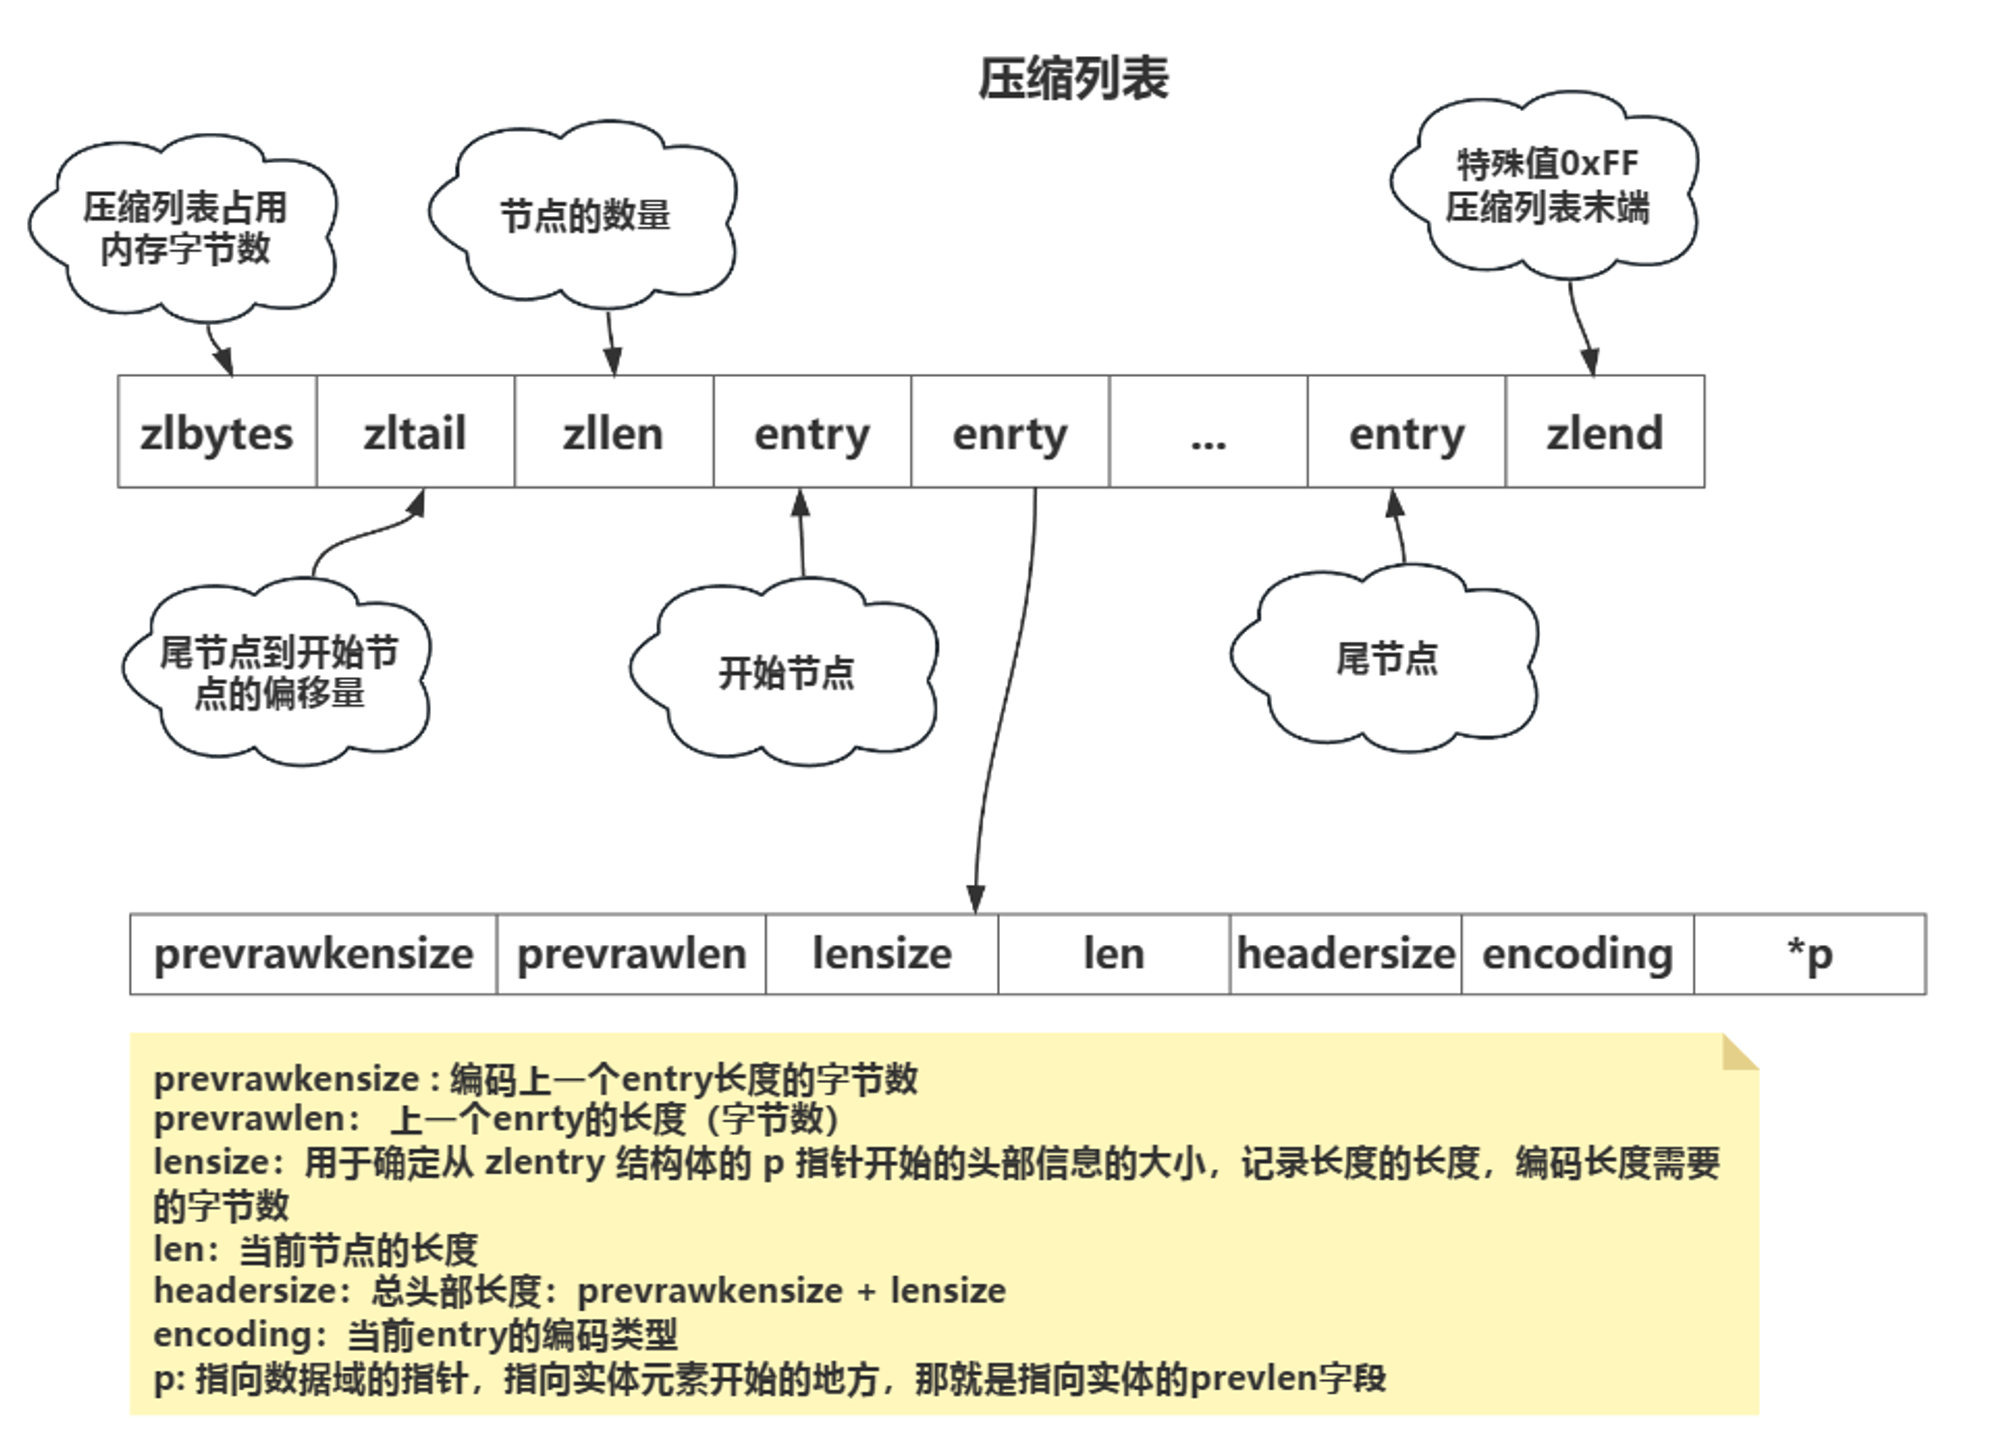 压缩列表
压缩列表占用
内存字节数
节点的数量
特殊值0xFF
压缩列表末端
zlbytes
zltail
zllen
entry
enrty
...
entry
zlend
尾节点到开始节
点的偏移量
开始节点
尾节点
prevrawkensize
prevrawlen
lensize
len
headersize
encoding
*p
prevrawkensize : 编码上一个entry长度的字节数
prevrawlen： 上一个enrty的长度（字节数）
lensize：用于确定从 zlentry 结构体的 p 指针开始的头部信息的大小，记录长度的长度，编码长度需要
的字节数
len：当前节点的长度
headersize：总头部长度：prevrawkensize + lensize
encoding：当前entry的编码类型
p: 指向数据域的指针，指向实体元素开始的地方，那就是指向实体的prevlen字段